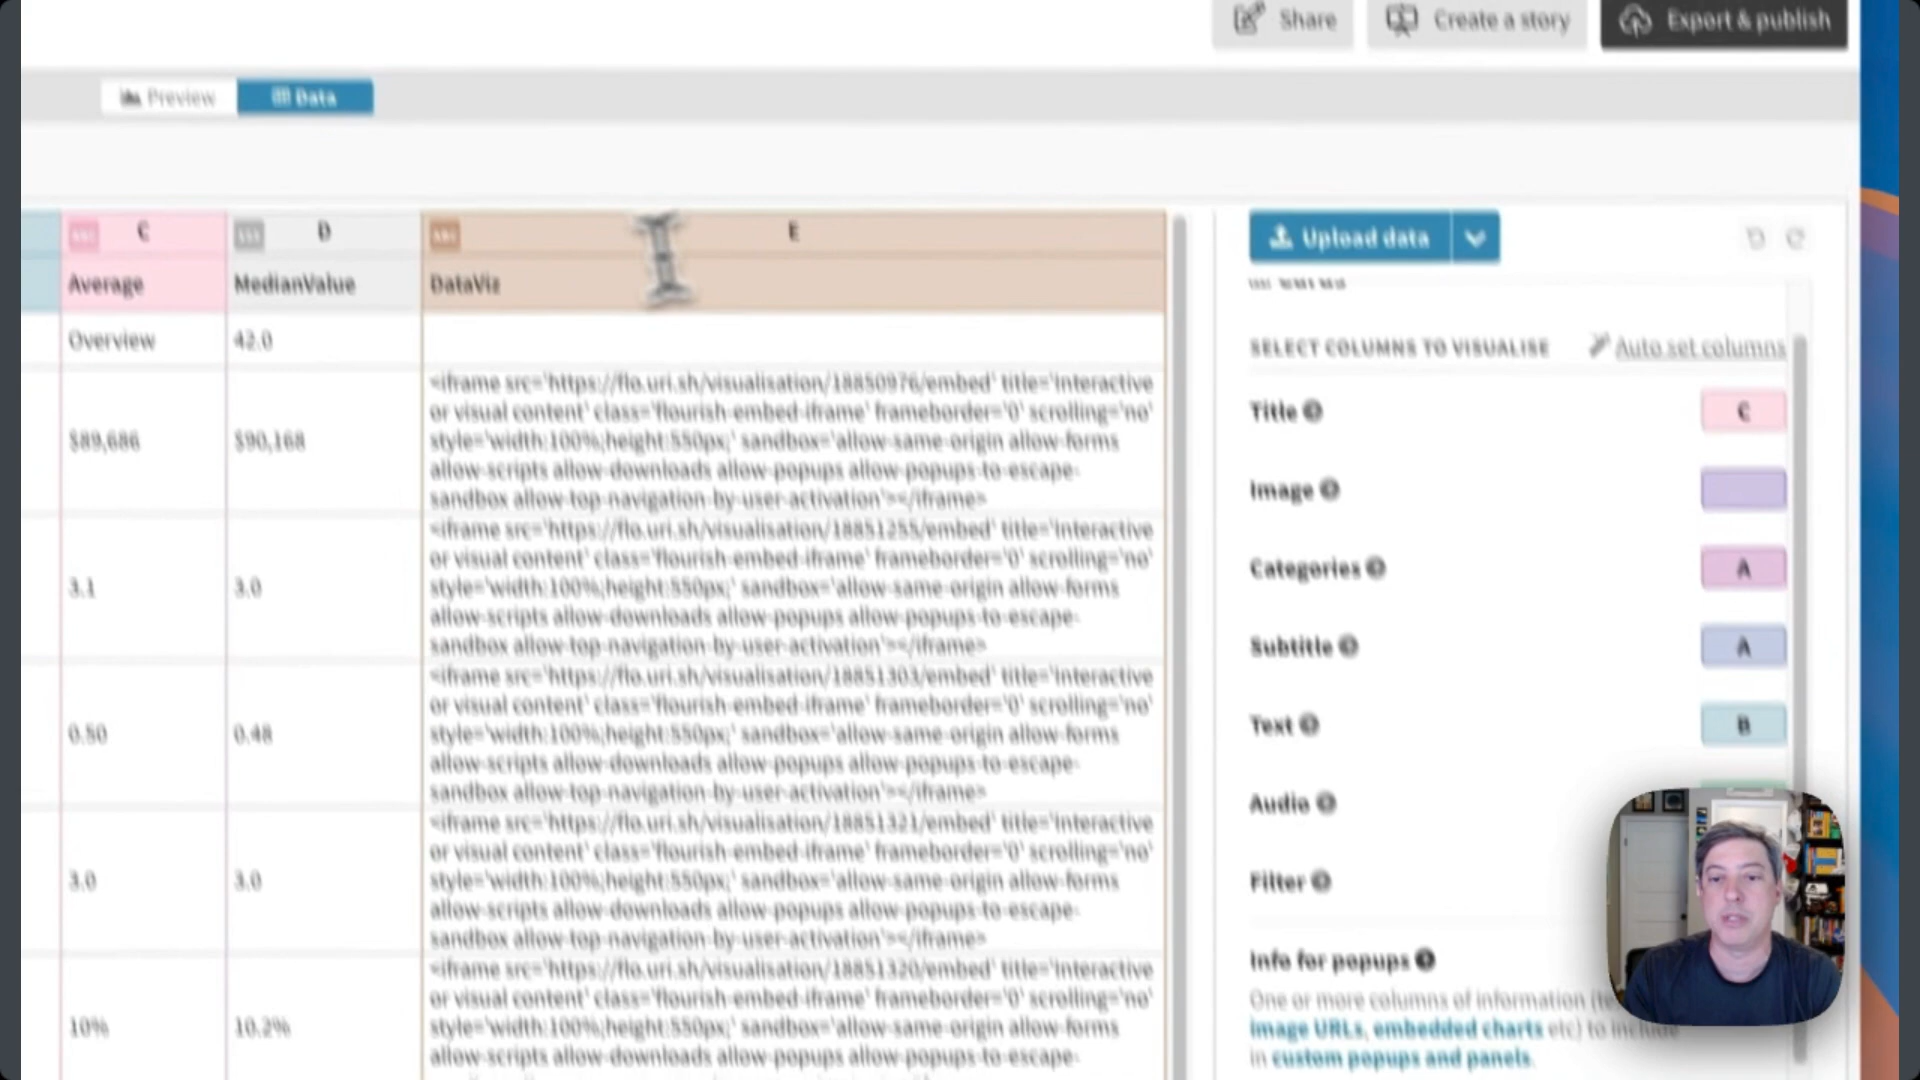 Share
Create a story
Export & publish
Preview
Data
C
D
E
Average
MedianValue
DataViz
Overview
42.0
$89,686
$90,168
<iframe src='https://flo.uri.sh/visualisation/18850976/embed' title='Interactive
or visual content' class='flourish-embed-iframe' frameborder='0' scrolling='no'
style='width:100%;height:550px;' sandbox='allow-same-origin allow-forms
allow-scripts allow-downloads allow-popups allow-popups-to-escape-
sandbox allow-top-navigation-by-user-activation'></iframe>
3.1
3.0
<iframe src='https://flo.uri.sh/visualisation/18851255/embed' title='Interactive
or visual content' class='flourish-embed-iframe' frameborder='0' scrolling='no'
style='width:100%;height:550px;' sandbox='allow-same-origin allow-forms
allow-scripts allow-downloads allow-popups allow-popups-to-escape-
sandbox allow-top-navigation-by-user-activation'></iframe>
0.50
0.48
<iframe src='https://flo.uri.sh/visualisation/18851303/embed' title='Interactive
or visual content' class='flourish-embed-iframe' frameborder='0' scrolling='no'
style='width:100%;height:550px;' sandbox='allow-same-origin allow-forms
allow-scripts allow-downloads allow-popups allow-popups-to-escape-
sandbox allow-top-navigation-by-user-activation'></iframe>
3.0
3.0
<iframe src='https://flo.uri.sh/visualisation/18851321/embed' title='Interactive
or visual content' class='flourish-embed-iframe' frameborder='0' scrolling='no'
style='width:100%;height:550px;' sandbox='allow-same-origin allow-forms
allow-scripts allow-downloads allow-popups allow-popups-to-escape-
sandbox allow-top-navigation-by-user-activation'></iframe>
10%
10.2%
<iframe src='https://flo.uri.sh/visualisation/18851320/embed' title='Interactive
or visual content' class='flourish-embed-iframe' frameborder='0' scrolling='no'
style='width:100%;height:550px;' sandbox='allow-same-origin allow-forms
allow-scripts allow-downloads allow-popups allow-popups-to-escape-
Upload data
SELECT COLUMNS TO VISUALISE
Auto set columns
Title
C
Image
Categories
A
Subtitle
A
Text
B
Audio
Filter
Info for popups
One or more columns of information
image URLs, embedded charts etc) to include
in custom popups and panels.